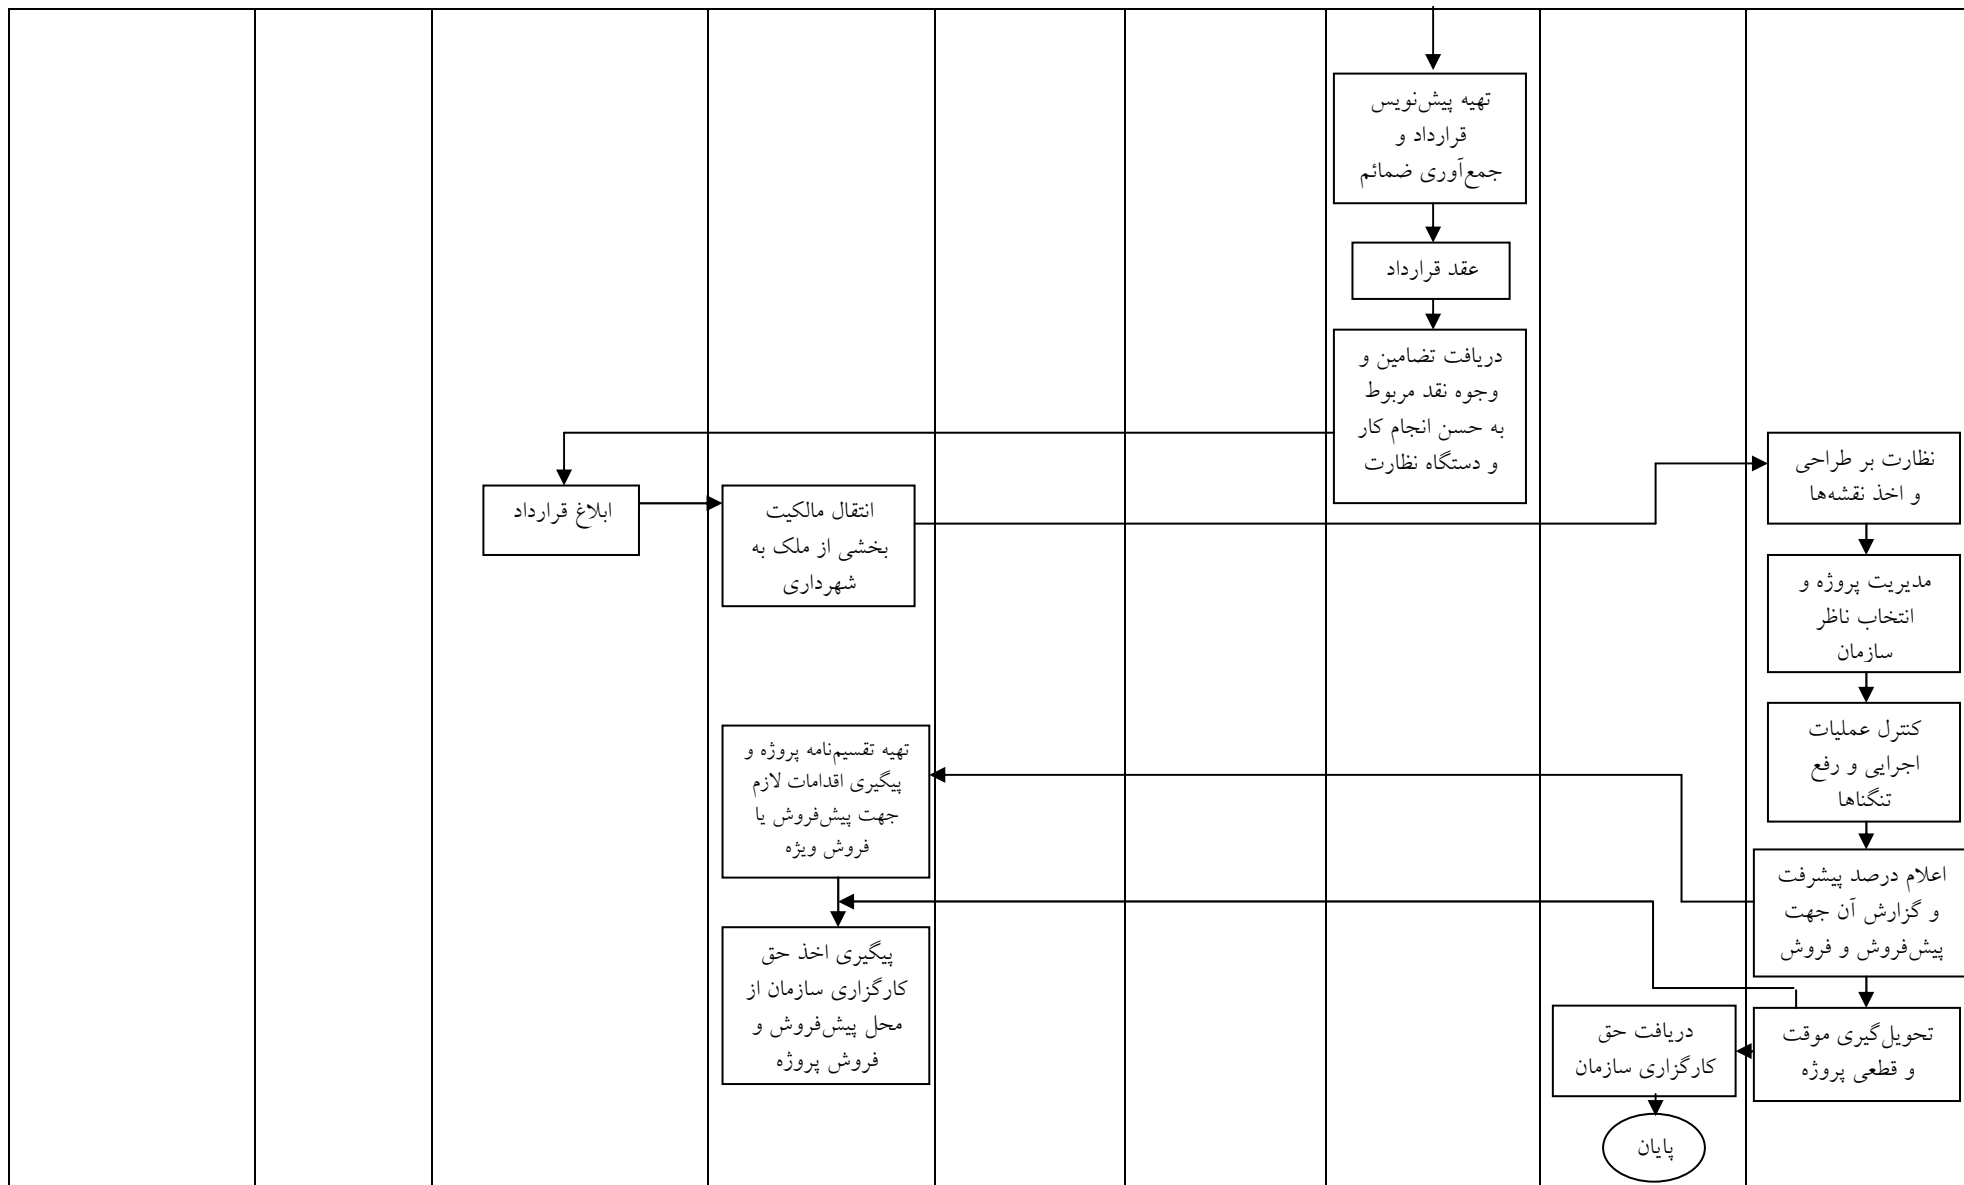 تهیه پیش‌نویس
قرارداد و
جمع‌آوری ضمائم
عقد قرارداد
دریافت تضامین و
وجوه نقد مربوط
به حسن انجام کار
و دستگاه نظارت
ابلاغ قرارداد
انتقال مالکیت
بخشی از ملک به
شهرداری
نظارت بر طراحی
و اخذ نقشه‌ها
مدیریت پروژه و
انتخاب ناظر
سازمان
کنترل عملیات
اجرایی و رفع
تنگناها
اعلام درصد پیشرفت
و گزارش آن جهت
پیش‌فروش و فروش
تهیه تقسیم‌نامه پروژه و
پیگیری اقدامات لازم
جهت پیش‌فروش یا
فروش ویژه
پیگیری اخذ حق
کارگزاری سازمان از
محل پیش‌فروش و
فروش پروژه
تحویل‌گیری موقت
و قطعی پروژه
دریافت حق
کارگزاری سازمان
پایان